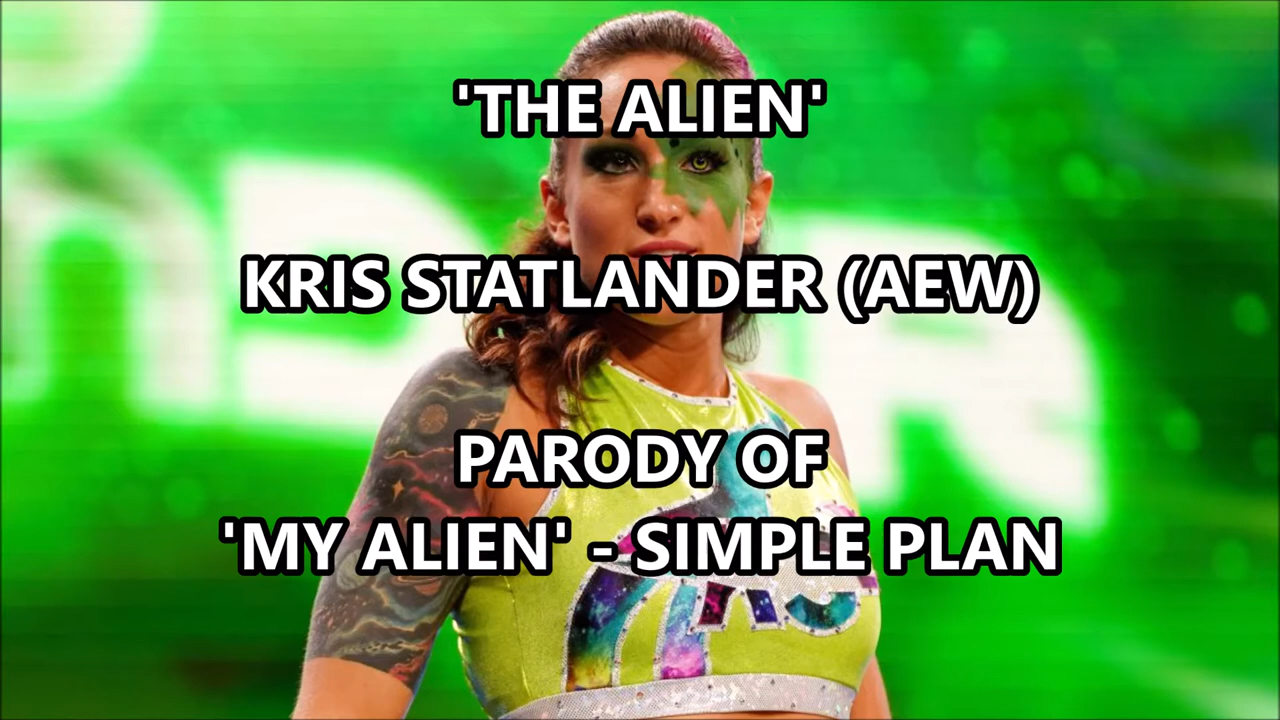 'THE ALIEN'
KRIS STATLANDER (AEW)
PARODY OF
'MY ALIEN' - SIMPLE PLAN